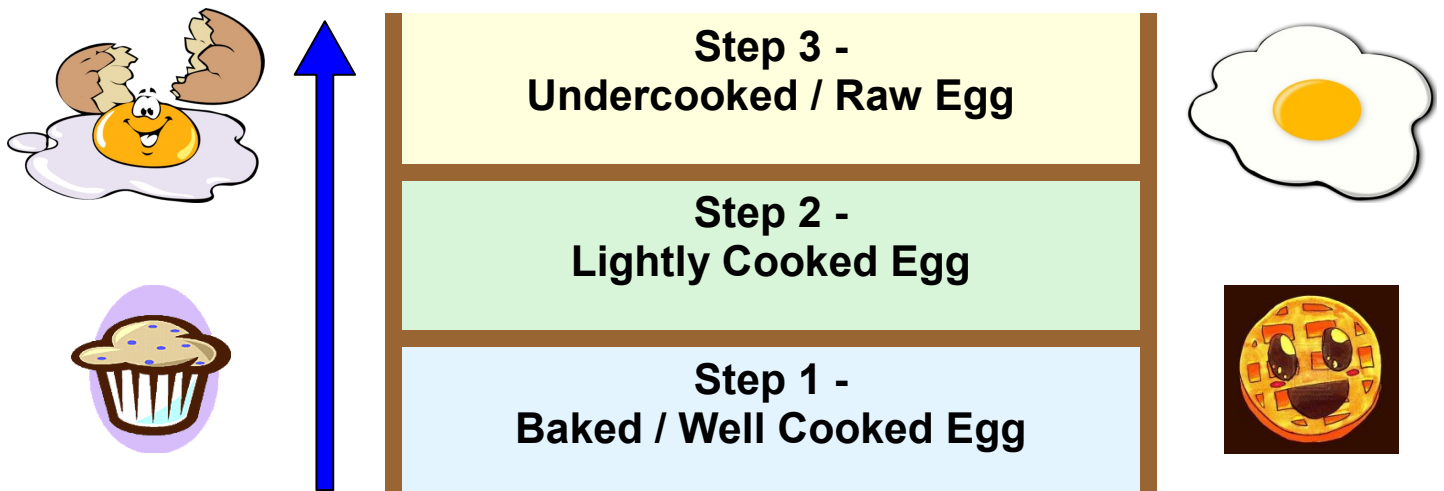 Step 3 -
Undercooked / Raw Egg
Step 2 -
Lightly Cooked Egg
Step 1 -
Baked / Well Cooked Egg